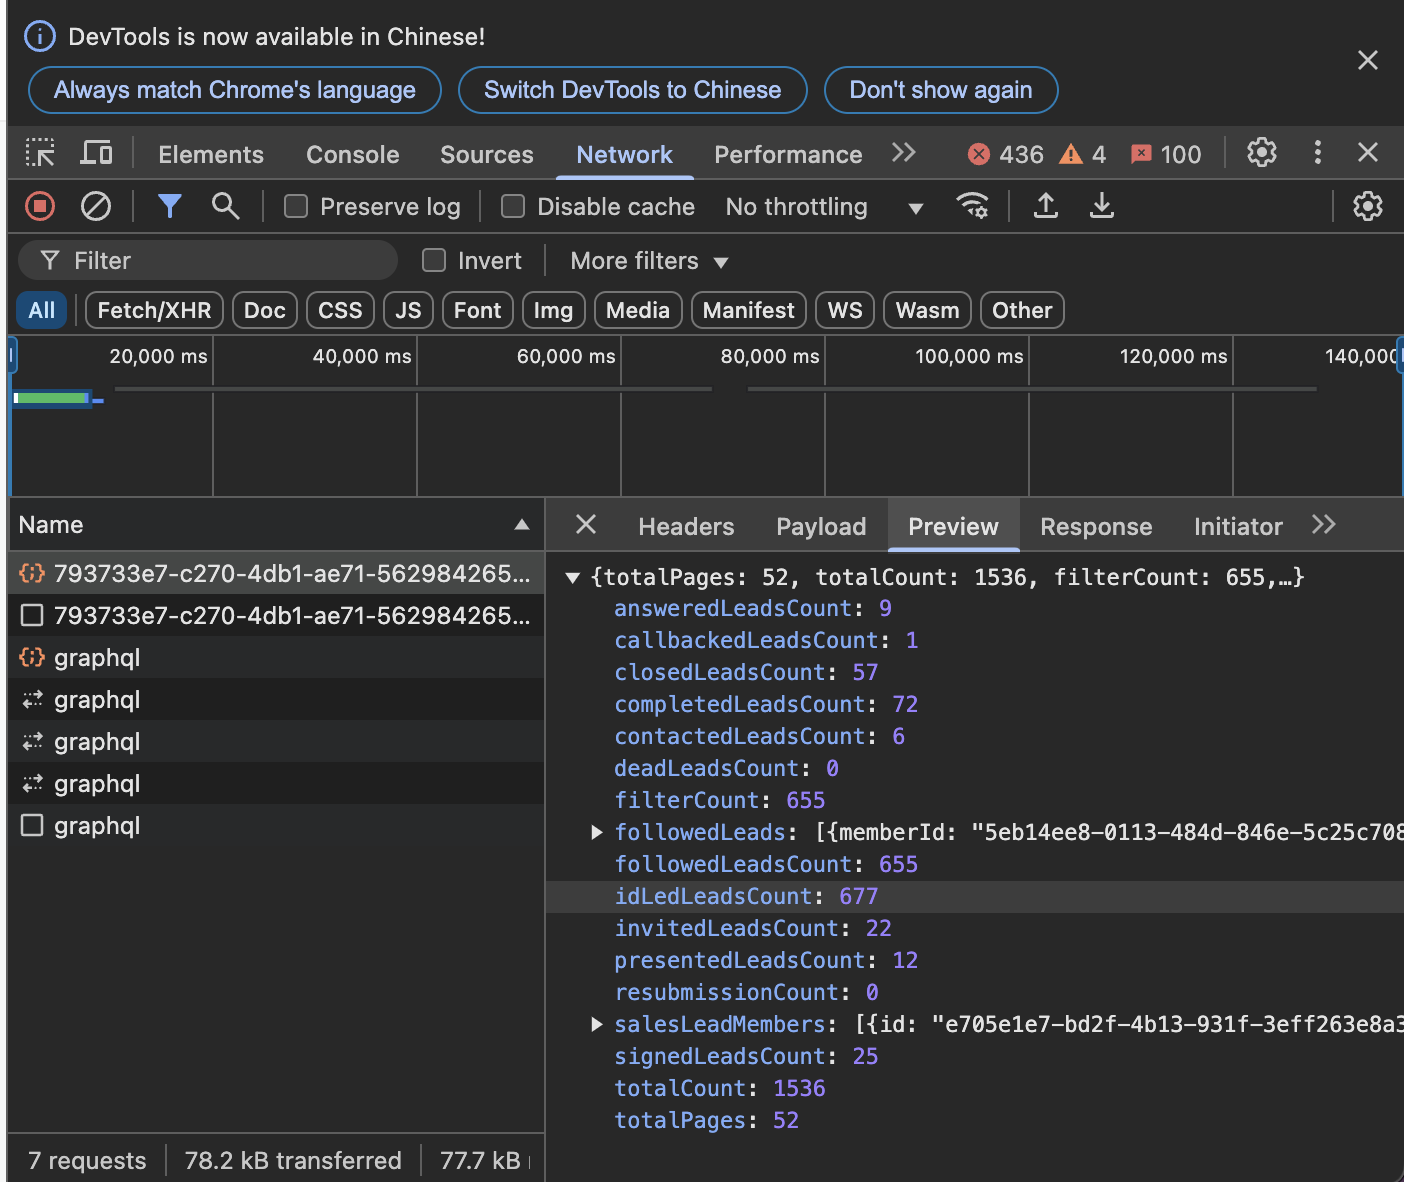 DevTools is now available in Chinese!
Always match Chrome's language Switch DevTools to Chinese Don't show again
Elements Console Sources Network Performance 436 4 100
Preserve log Disable cache No throttling
Filter Invert More filters
All Fetch/XHR Doc CSS JS Font Img Media Manifest WS Wasm Other
20,000 ms 40,000 ms 60,000 ms 80,000 ms 100,000 ms 120,000 ms 140,000
Name
793733e7-c270-4db1-ae71-562984265...
793733e7-c270-4db1-ae71-562984265...
graphql
graphql
graphql
graphql
graphql
7 requests 78.2 kB transferred 77.7 kB
Headers Payload Preview Response Initiator
{totalPages: 52, totalCount: 1536, filterCount: 655,…}
answeredLeadsCount: 9
callbackedLeadsCount: 1
closedLeadsCount: 57
completedLeadsCount: 72
contactedLeadsCount: 6
deadLeadsCount: 0
filterCount: 655
followedLeads: [{memberId: "5eb14ee8-0113-484d-846e-5c25c708
followedLeadsCount: 655
idLedLeadsCount: 677
invitedLeadsCount: 22
presentedLeadsCount: 12
resubmissionCount: 0
salesLeadMembers: [{id: "e705e1e7-bd2f-4b13-931f-3eff263e8a3
signedLeadsCount: 25
totalCount: 1536
totalPages: 52